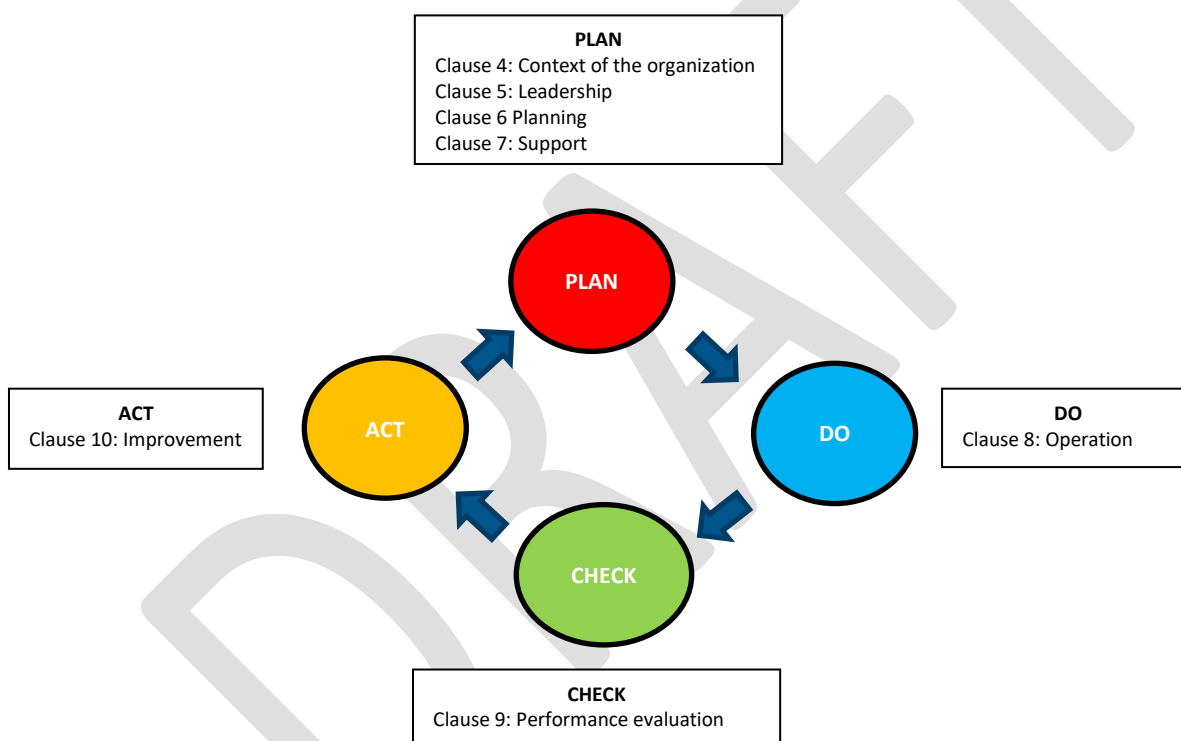 PLAN
Clause 4: Context of the organization
Clause 5: Leadership
Clause 6 Planning
Clause 7: Support
PLAN
ACT
Clause 10: Improvement
ACT
DO
DO
Clause 8: Operation
CHECK
CHECK
Clause 9: Performance evaluation
DRAFT